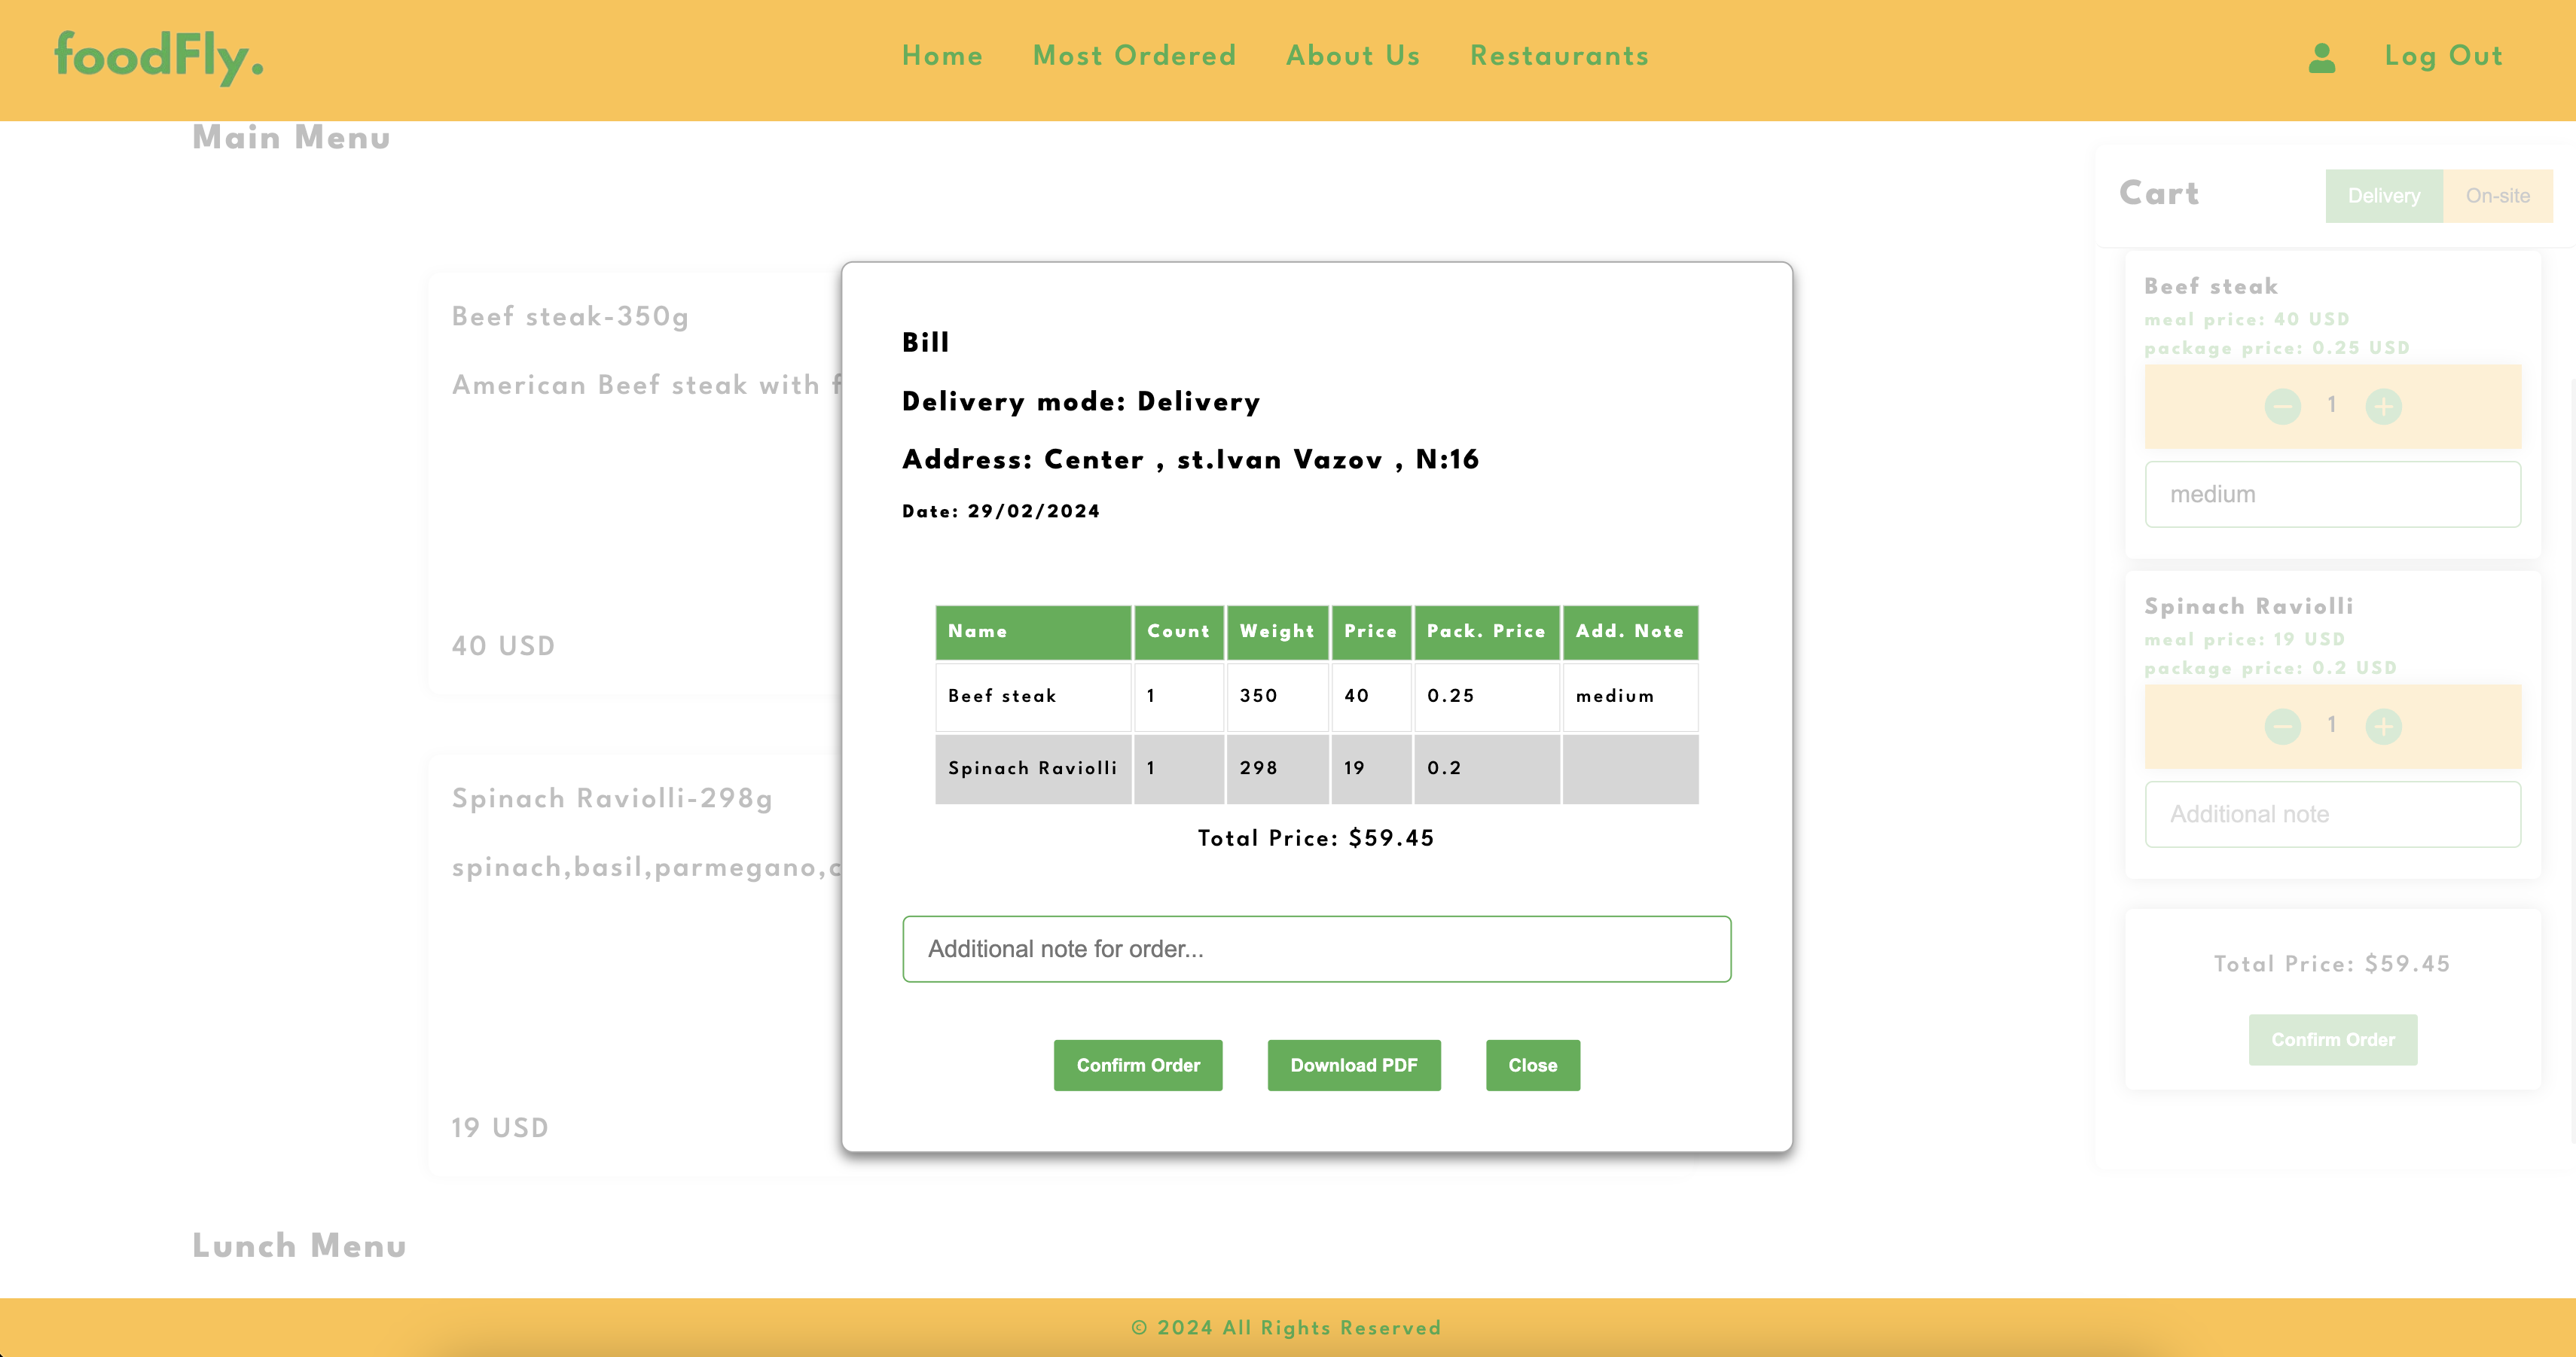 foodFly.
Home Most Ordered About Us Restaurants
Log Out
Main Menu
Beef steak-350g
American Beef steak with
40 USD
Spinach Raviolli-298g
spinach,basil,parmegano,
19 USD
Lunch Menu
Bill
Delivery mode: Delivery
Address: Center , st.Ivan Vazov , N:16
Date: 29/02/2024
Name Count Weight Price Pack. Price Add. Note
Beef steak 1 350 40 0.25 medium
Spinach Raviolli 1 298 19 0.2
Total Price: $59.45
Additional note for order...
Confirm Order Download PDF Close
Cart Delivery On-site
Beef steak
meal price: 40 USD
package price: 0.25 USD
1
medium
Spinach Raviolli
meal price: 19 USD
package price: 0.2 USD
1
Additional note
Total Price: $59.45
Confirm Order
© 2024 All Rights Reserved